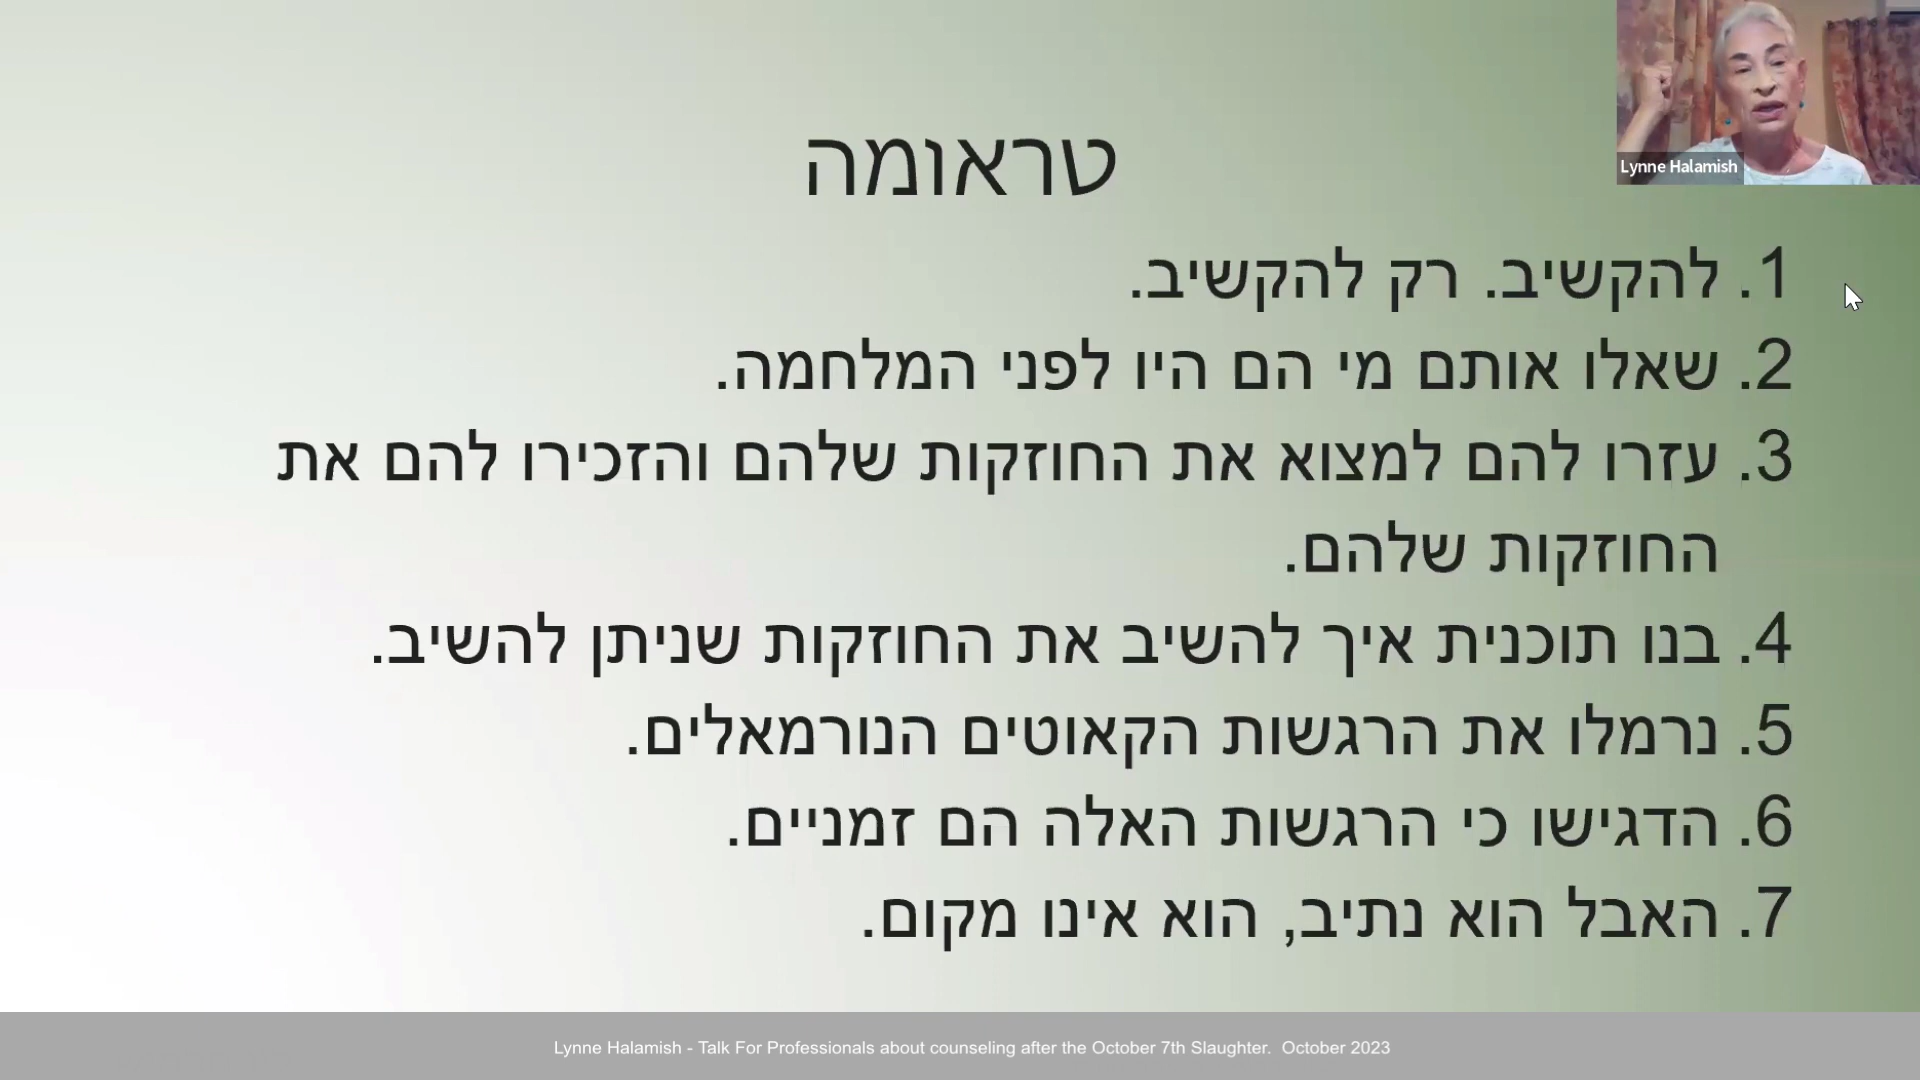 טראומה
Lynne Halamish
1. להקשיב. רק להקשיב.
2. שאלו אותם מי הם היו לפני המלחמה.
3. עזרו להם למצוא את החוזקות שלהם והזכירו להם את
החוזקות שלהם.
4. בנו תוכנית איך להשיב את החוזקות שניתן להשיב.
5. נרמלו את הרגשות הקאוטים הנורמאלים.
6. הדגישו כי הרגשות האלה הם זמניים.
7. האבל הוא נתיב, הוא אינו מקום.
Lynne Halamish - Talk For Professionals about counseling after the October 7th Slaughter. October 2023